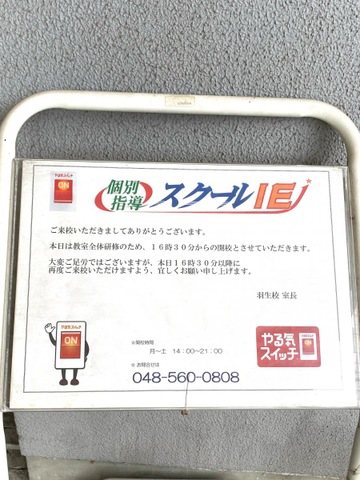 やる気スイッチ
ON
個別
指導
スクールIE
ご来校いただきましてありがとうございます。
本日は教室全体研修のため、16時30分からの開校とさせていただきます。
大変ご足労ではございますが、本日16時30分以降に
再度ご来校いただけますよう、宜しくお願い申し上げます。
羽生校 室長
やる気スイッチ
ON
※開校時間
月～土 14:00～21:00
※お問合せは
048-560-0808
やる気
スイッチ